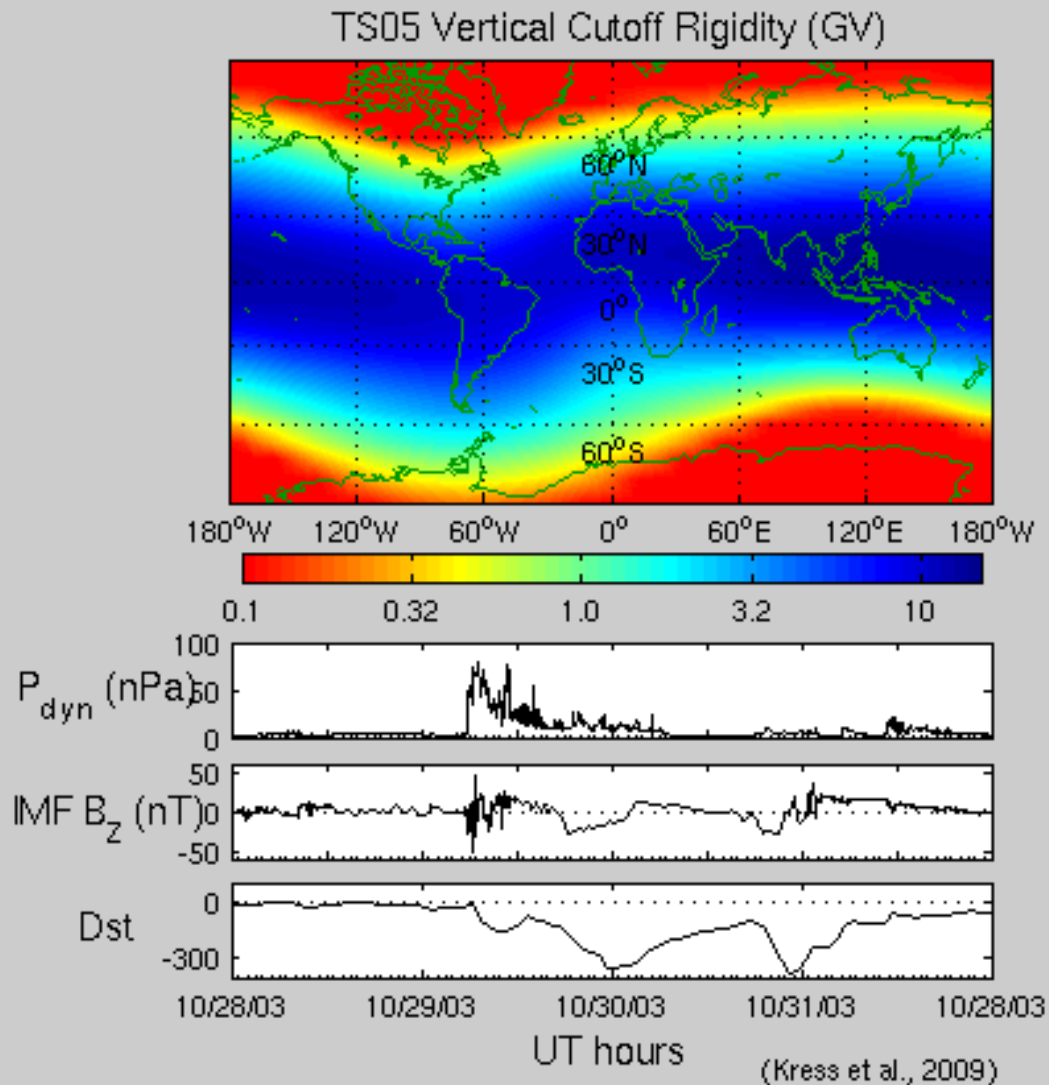 TS05 Vertical Cutoff Rigidity (GV)
60°N
30°N
0°
30°S
60°S
180°W 120°W 60°W 0° 60°E 120°E 180°W
0.1 0.32 1.0 3.2 10
P_dyn (nPa)
100
50
0
IMF B_z (nT)
50
0
-50
Dst
0
-300
10/28/03 10/29/03 10/30/03 10/31/03 10/28/03
UT hours
(Kress et al., 2009)